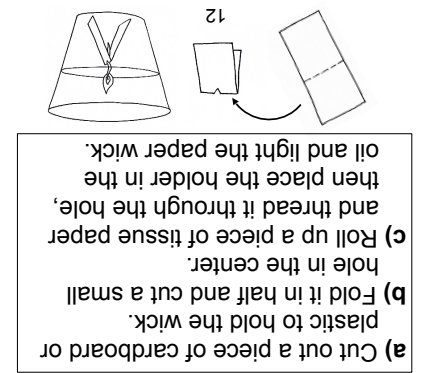 a) Cut out a piece of cardboard or
plastic to hold the wick.
b) Fold it in half and cut a small
hole in the center.
c) Roll up a piece of tissue paper
and thread it through the hole,
then place the holder in the
oil and light the paper wick.
12